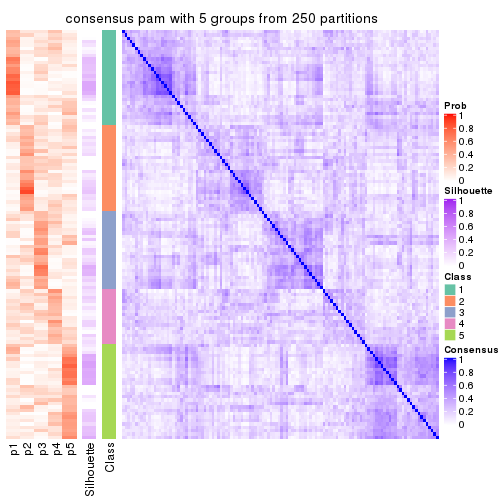 consensus pam with 5 groups from 250 partitions
Prob
1
0.8
0.6
0.4
0.2
0
Silhouette
1
0.8
0.6
0.4
0.2
0
Class
1
2
3
4
5
Consensus
1
0.8
0.6
0.4
0.2
0
p1
p2
p3
p4
p5
Silhouette
Class